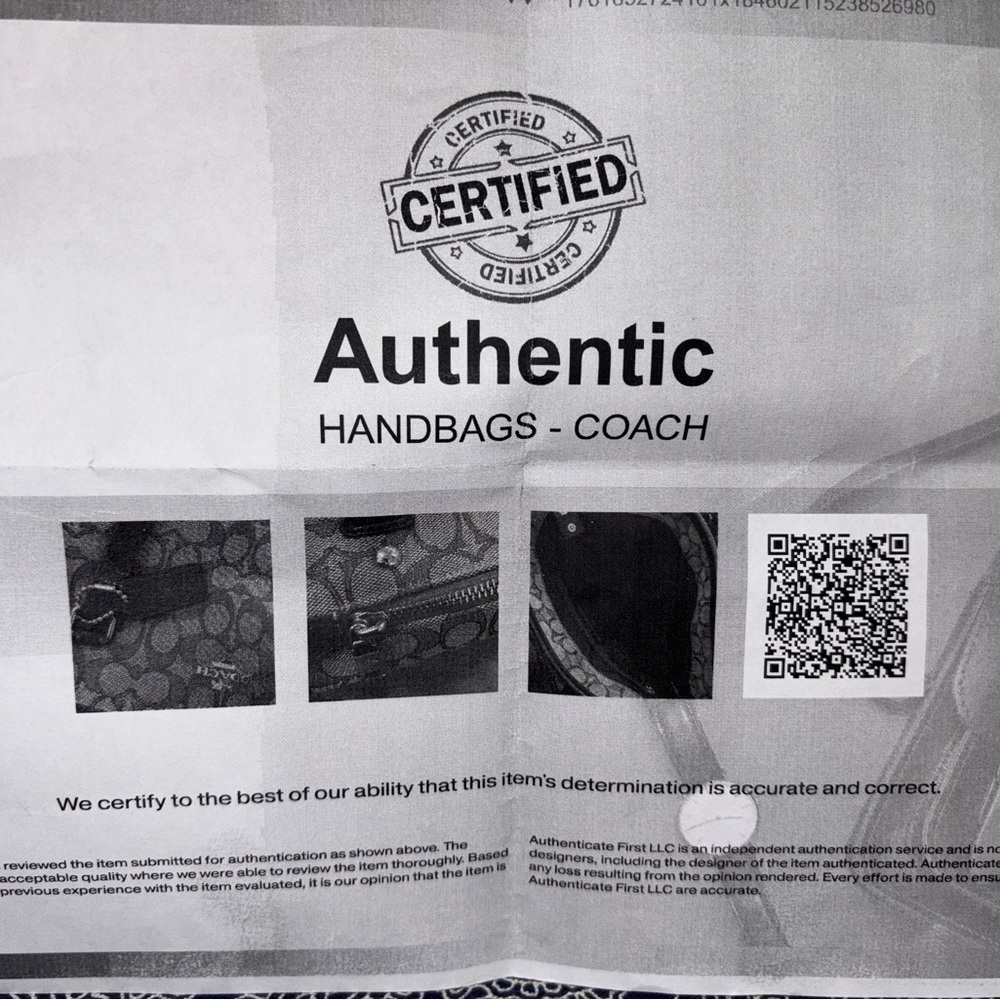 CERTIFIED
CERTIFIED
CERTIFIED
Authentic
HANDBAGS - COACH
COACH
We certify to the best of our ability that this item's determination is accurate and correct.
reviewed the item submitted for authentication as shown above. The
acceptable quality where we were able to review the item thoroughly. Based
previous experience with the item evaluated, it is our opinion that the item is
Authenticate First LLC is an independent authentication service and is
designers, including the designer of the item authenticated.
any loss resulting from the opinion rendered. Every effort is made to
Authenticate First LLC are accurate.